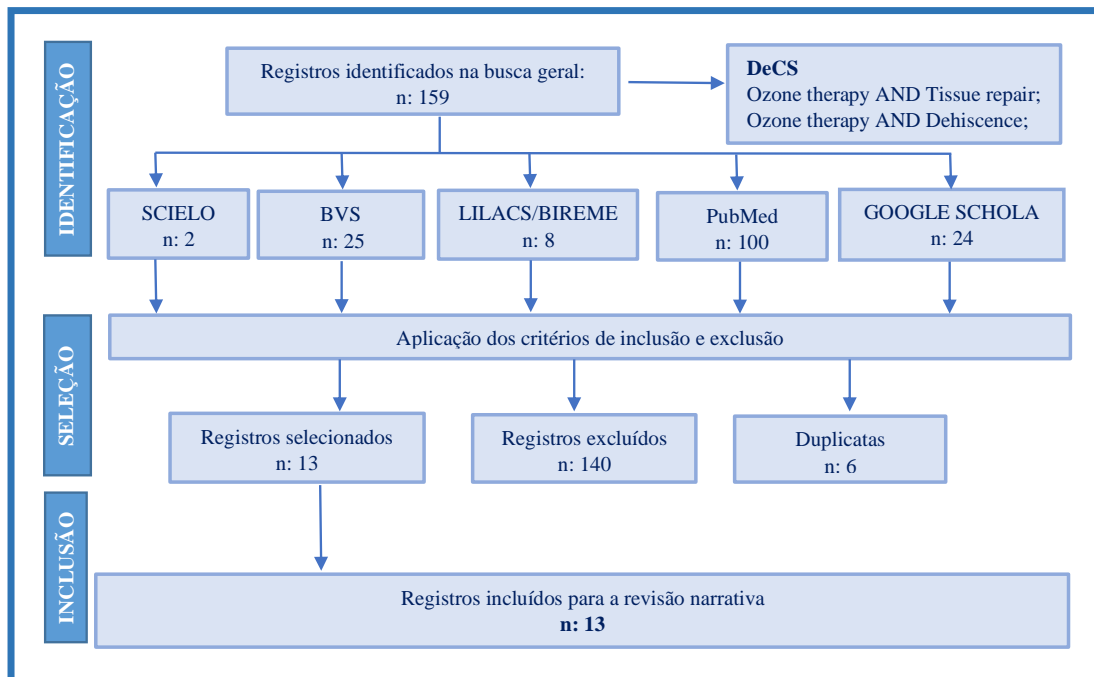 IDENTIFICAÇÃO
Registros identificados na busca geral:
n: 159
DeCS
Ozone therapy AND Tissue repair;
Ozone therapy AND Dehiscence;
SCIELO
n: 2
BVS
n: 25
LILACS/BIREME
n: 8
PubMed
n: 100
GOOGLE SCHOLA
n: 24
SELEÇÃO
Aplicação dos critérios de inclusão e exclusão
Registros selecionados
n: 13
Registros excluídos
n: 140
Duplicatas
n: 6
INCLUSÃO
Registros incluídos para a revisão narrativa
n: 13